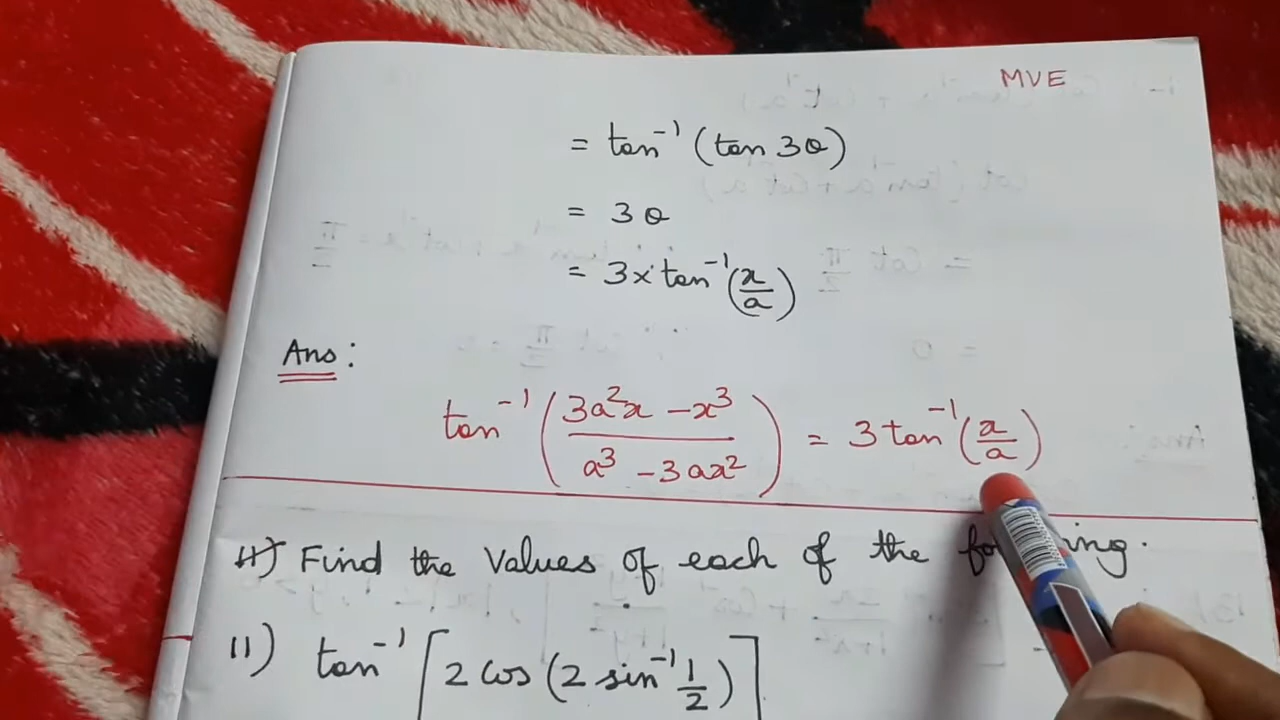 MVE
= tan⁻¹ (tan 3θ)
= 3θ
= 3 × tan⁻¹ (x/a)
Ans :
tan⁻¹ ( (3a²x - x³) / (a³ - 3ax²) ) = 3 tan⁻¹ (x/a)
II) Find the values of each of the
11) tan⁻¹ [ 2 cos (2 sin⁻¹ 1/2) ]